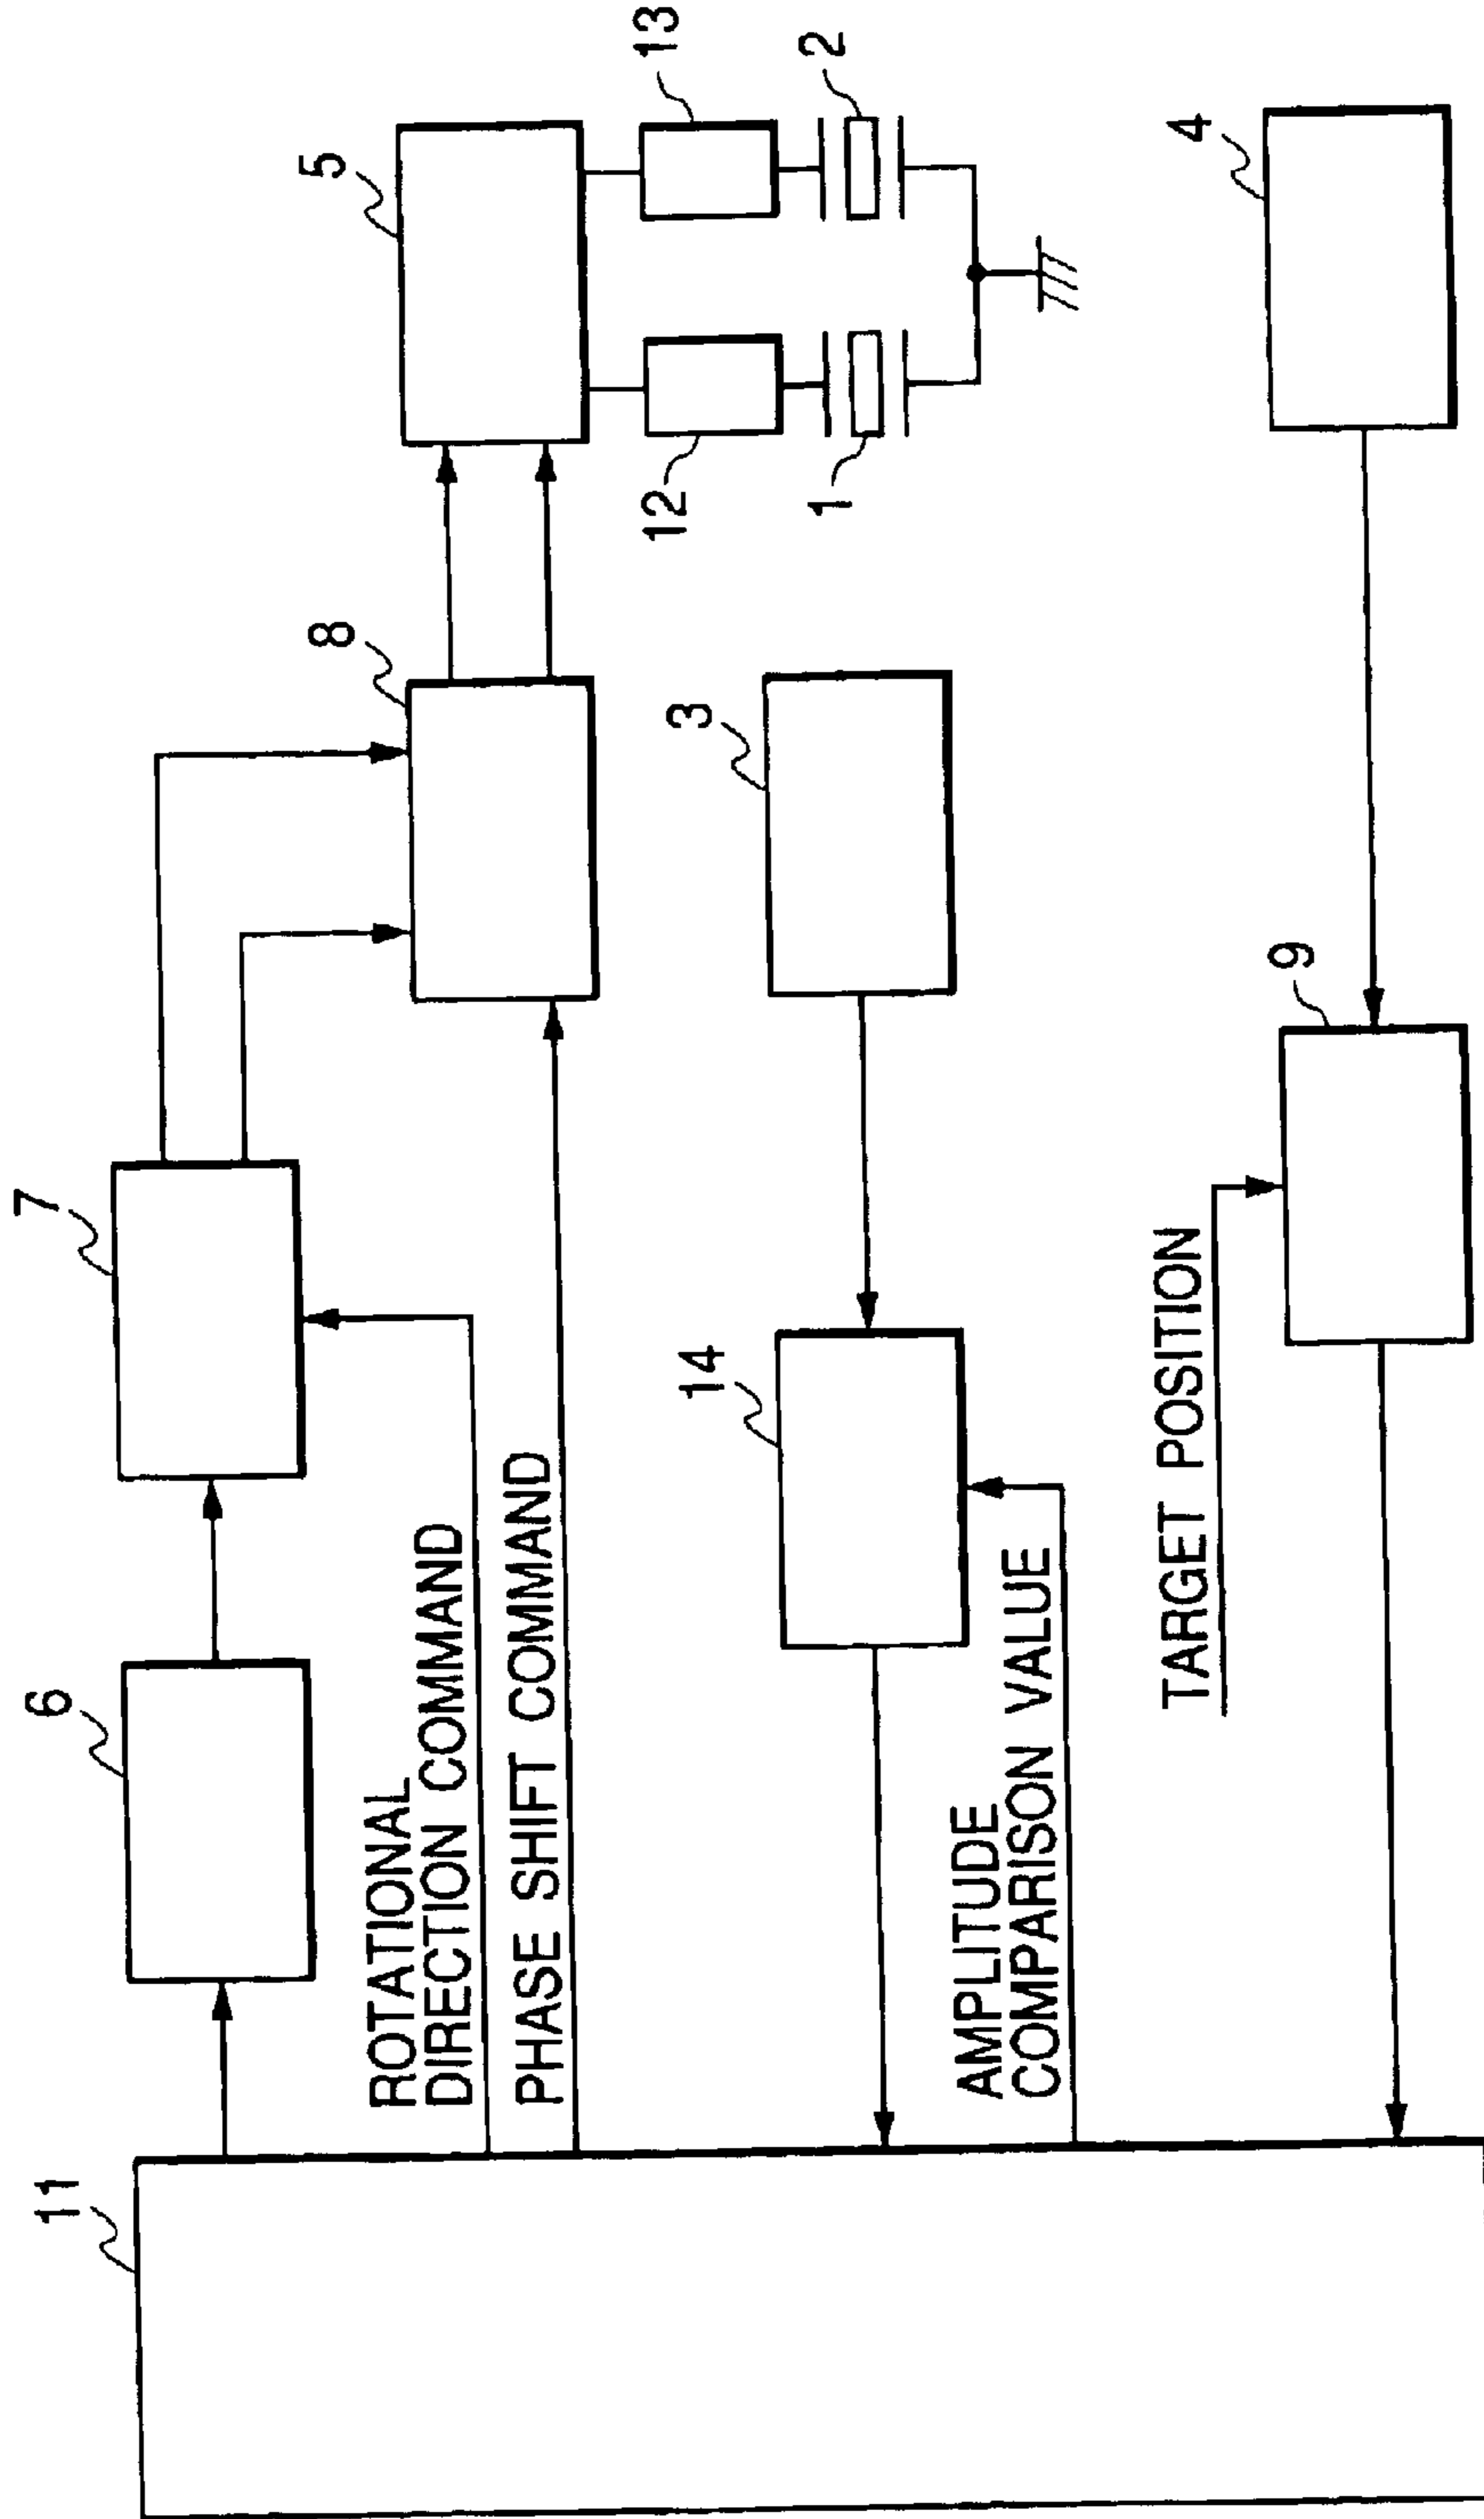 11
6
7
8
5
13
2
12
1
ROTATIONAL
DIRECTION COMMAND
PHASE SHIFT COMMAND
3
14
AMPLITUDE
COMPARISON VALUE
TARGET POSITION
9
4